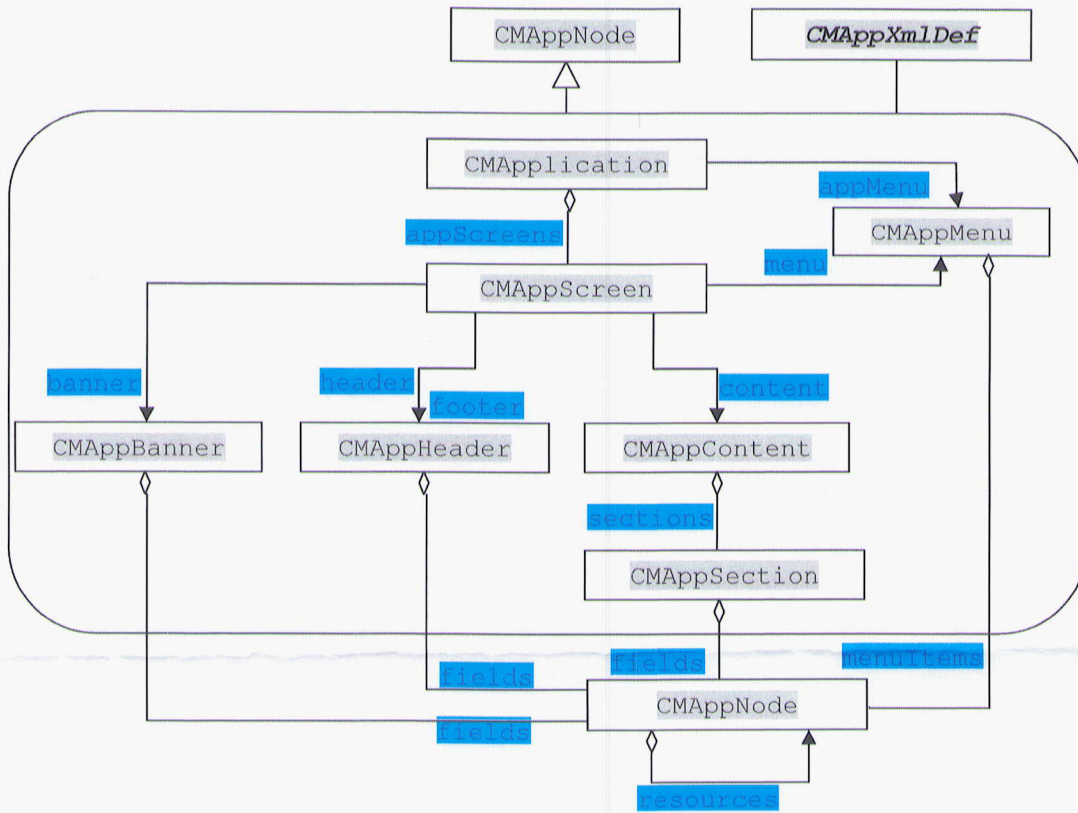 CMAppNode
CMAppXmlDef
CMApplication
appMenu
appScreens
CMAppMenu
menu
CMAppScreen
banner
header
content
footer
CMAppBanner
CMAppHeader
CMAppContent
sections
CMAppSection
fields
menuItems
fields
CMAppNode
fields
resources